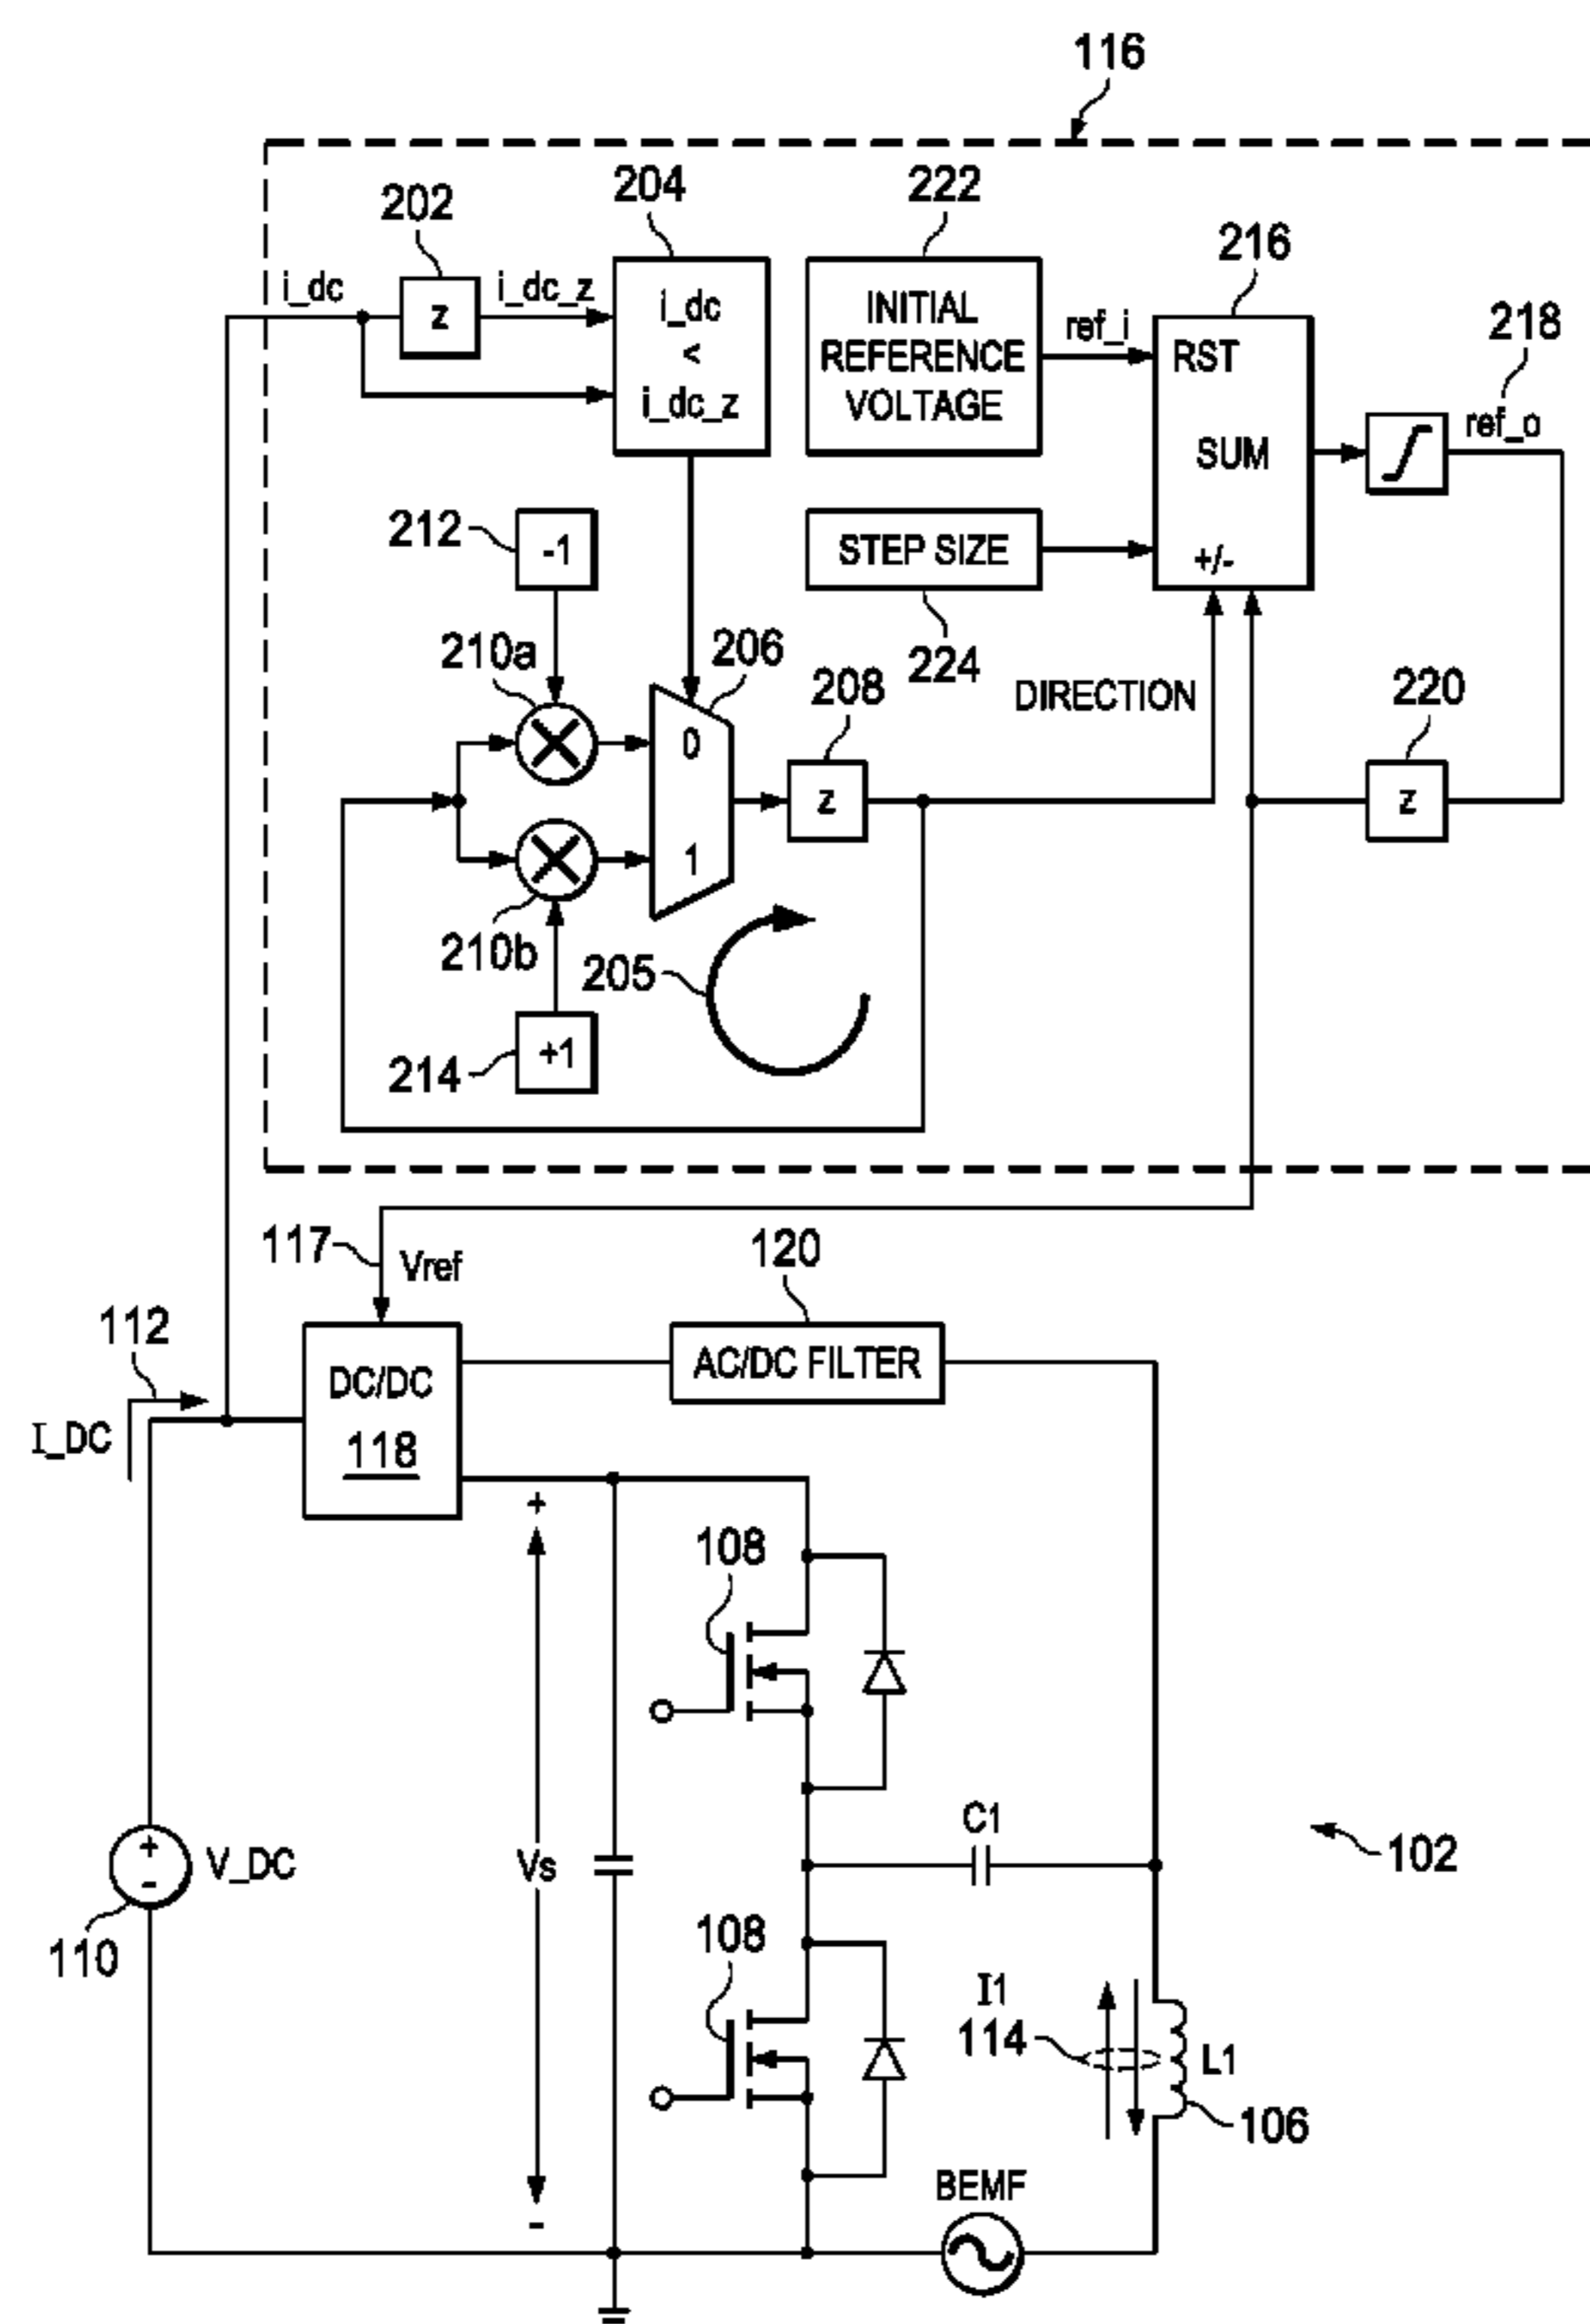 116
202
204
222
216
218
i_dc
z
i_dc_z
i_dc
<
i_dc_z
INITIAL
REFERENCE
VOLTAGE
ref_i
RST
SUM
+/-
ref_o
212
-1
STEP SIZE
224
210a
206
208
DIRECTION
220
0
z
z
1
210b
205
214
+1
117
Vref
120
112
I_DC
DC/DC
118
AC/DC FILTER
+
108
C1
102
+
-
V_DC
Vs
110
108
I1
114
L1
106
BEMF
-